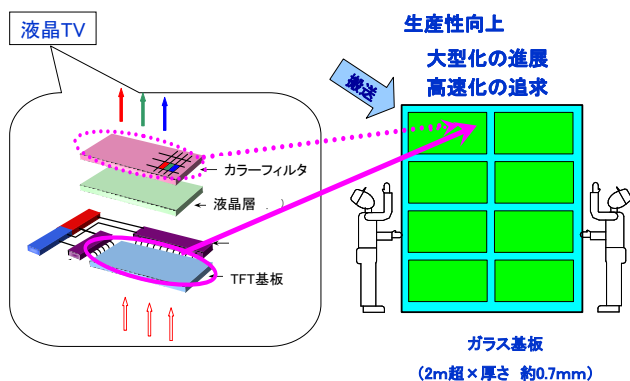 液晶TV
生産性向上
大型化の進展
高速化の追求
搬送
カラーフィルタ
液晶層
TFT基板
ガラス基板
(2m超×厚さ 約0.7mm)